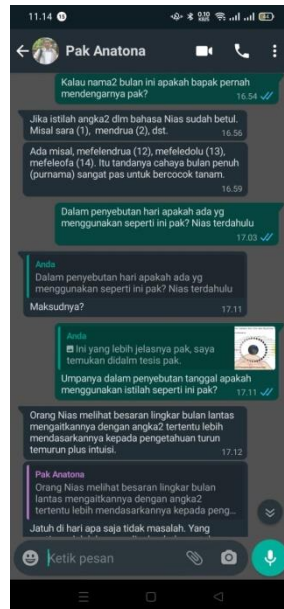 11.14
0.10 KB/S
Pak Anatona
Kalau nama2 bulan ini apakah bapak pernah
mendengarnya pak?
16.54
Jika istilah angka2 dlm bahasa Nias sudah betul.
Misal sara (1), mendrua (2), dst.
16.56
Ada misal, mefelendrua (12), mefeledolu (13),
mefeleofa (14). Itu tandanya cahaya bulan penuh
(purnama) sangat pas untuk bercocok tanam.
16.59
Dalam penyebutan hari apakah ada yg
menggunakan seperti ini pak? Nias terdahulu
17.03
Anda
Dalam penyebutan hari apakah ada yg
menggunakan seperti ini pak? Nias terdahulu
Maksudnya?
17.11
Anda
Ini yang lebih jelasnya pak, saya
temukan didalm tesis pak.
Umpanya dalam penyebutan tanggal apakah
menggunakan istilah seperti ini pak?
17.11
Orang Nias melihat besaran lingkar bulan lantas
mengaitkannya dengan angka2 tertentu lebih
mendasarkannya kepada pengetahuan turun
temurun plus intuisi.
17.12
Pak Anatona
Orang Nias melihat besaran lingkar bulan
lantas mengaitkannya dengan angka2
tertentu lebih mendasarkannya kepada peng...
Jatuh di hari apa saja tidak masalah. Yang
Ketik pesan